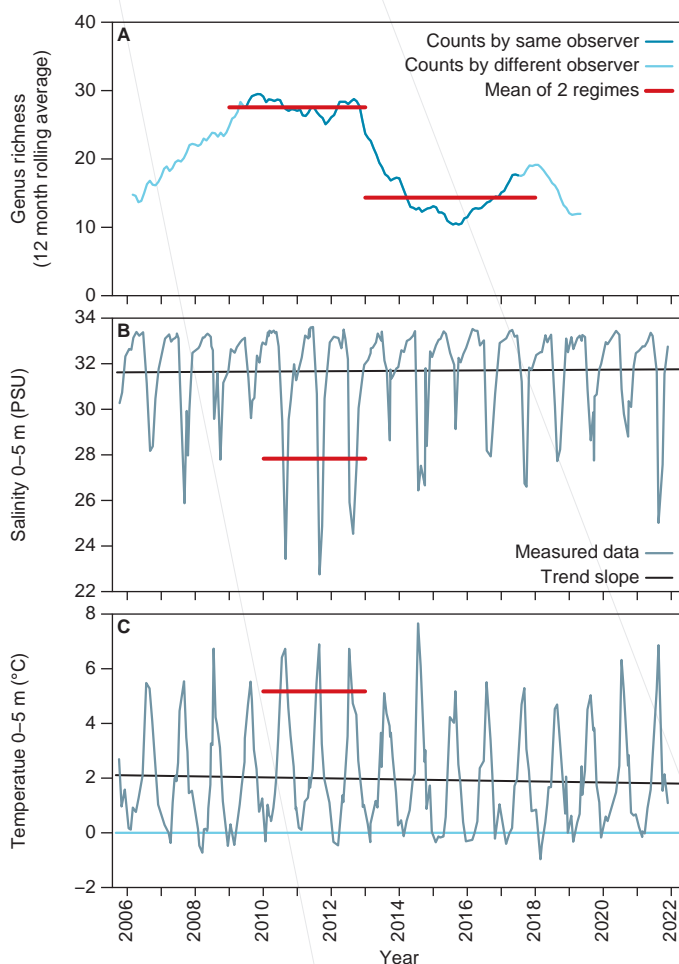 A
Counts by same observer
Counts by different observer
Mean of 2 regimes
Genus richness
(12 month rolling average)
40
30
20
10
0
B
Salinity 0–5 m (PSU)
34
32
30
28
26
24
22
Measured data
Trend slope
C
Temperatue 0–5 m (°C)
8
6
4
2
0
–2
2006
2008
2010
2012
2014
2016
2018
2020
2022
Year